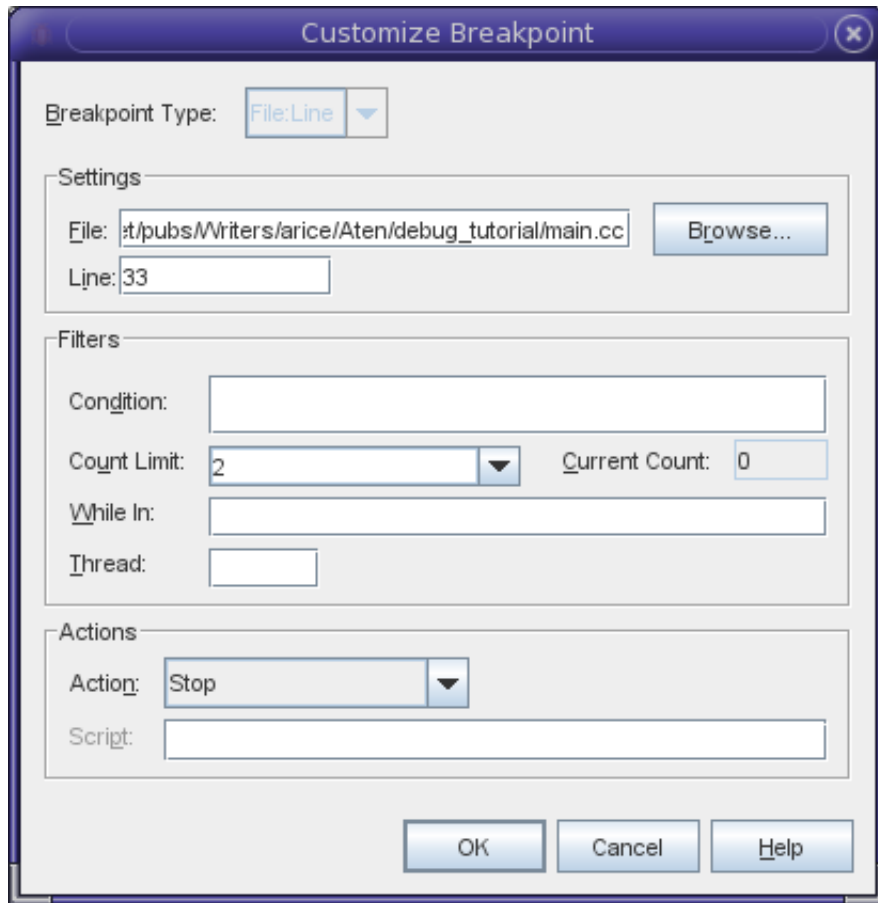 Customize Breakpoint
Breakpoint Type: File:Line
Settings
File: et/pubs/Writers/arice/Aten/debug_tutorial/main.cc Browse...
Line: 33
Filters
Condition:
Count Limit: 2 Current Count: 0
While In:
Thread:
Actions
Action: Stop
Script:
OK Cancel Help